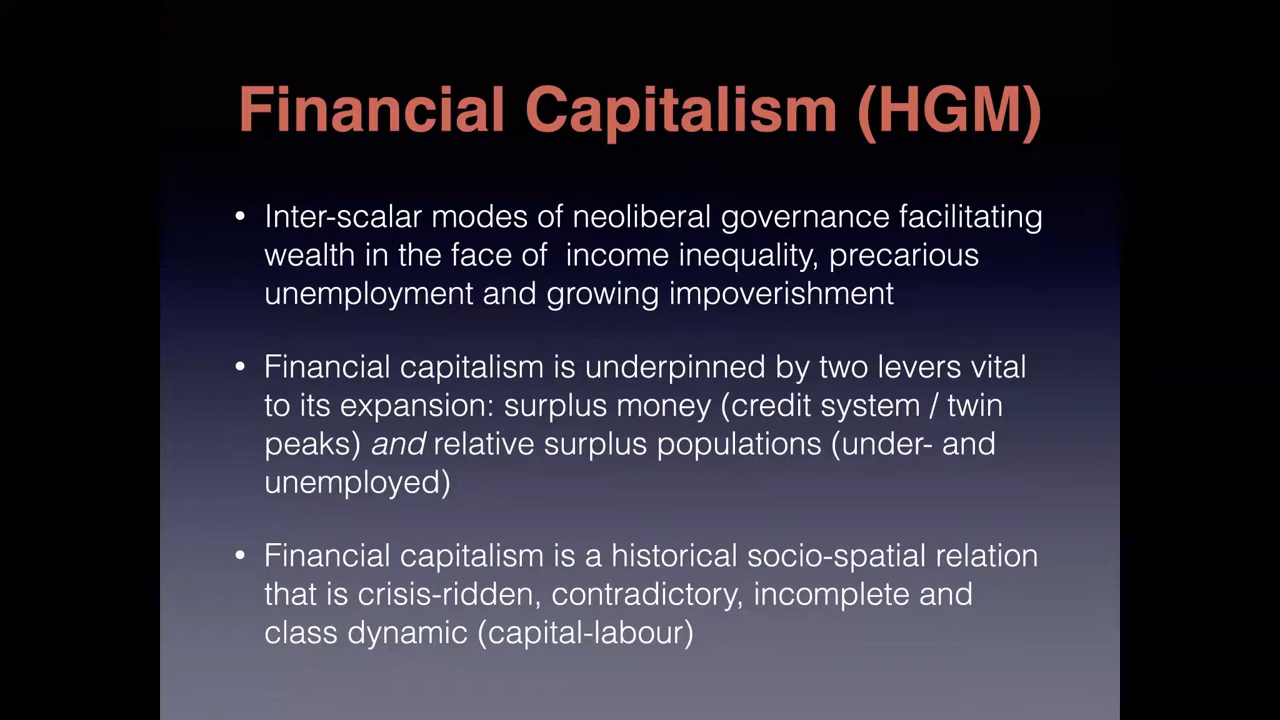 Financial Capitalism (HGM)
• Inter-scalar modes of neoliberal governance facilitating
wealth in the face of  income inequality, precarious
unemployment and growing impoverishment
• Financial capitalism is underpinned by two levers vital
to its expansion: surplus money (credit system / twin
peaks) and relative surplus populations (under- and
unemployed)
• Financial capitalism is a historical socio-spatial relation
that is crisis-ridden, contradictory, incomplete and
class dynamic (capital-labour)